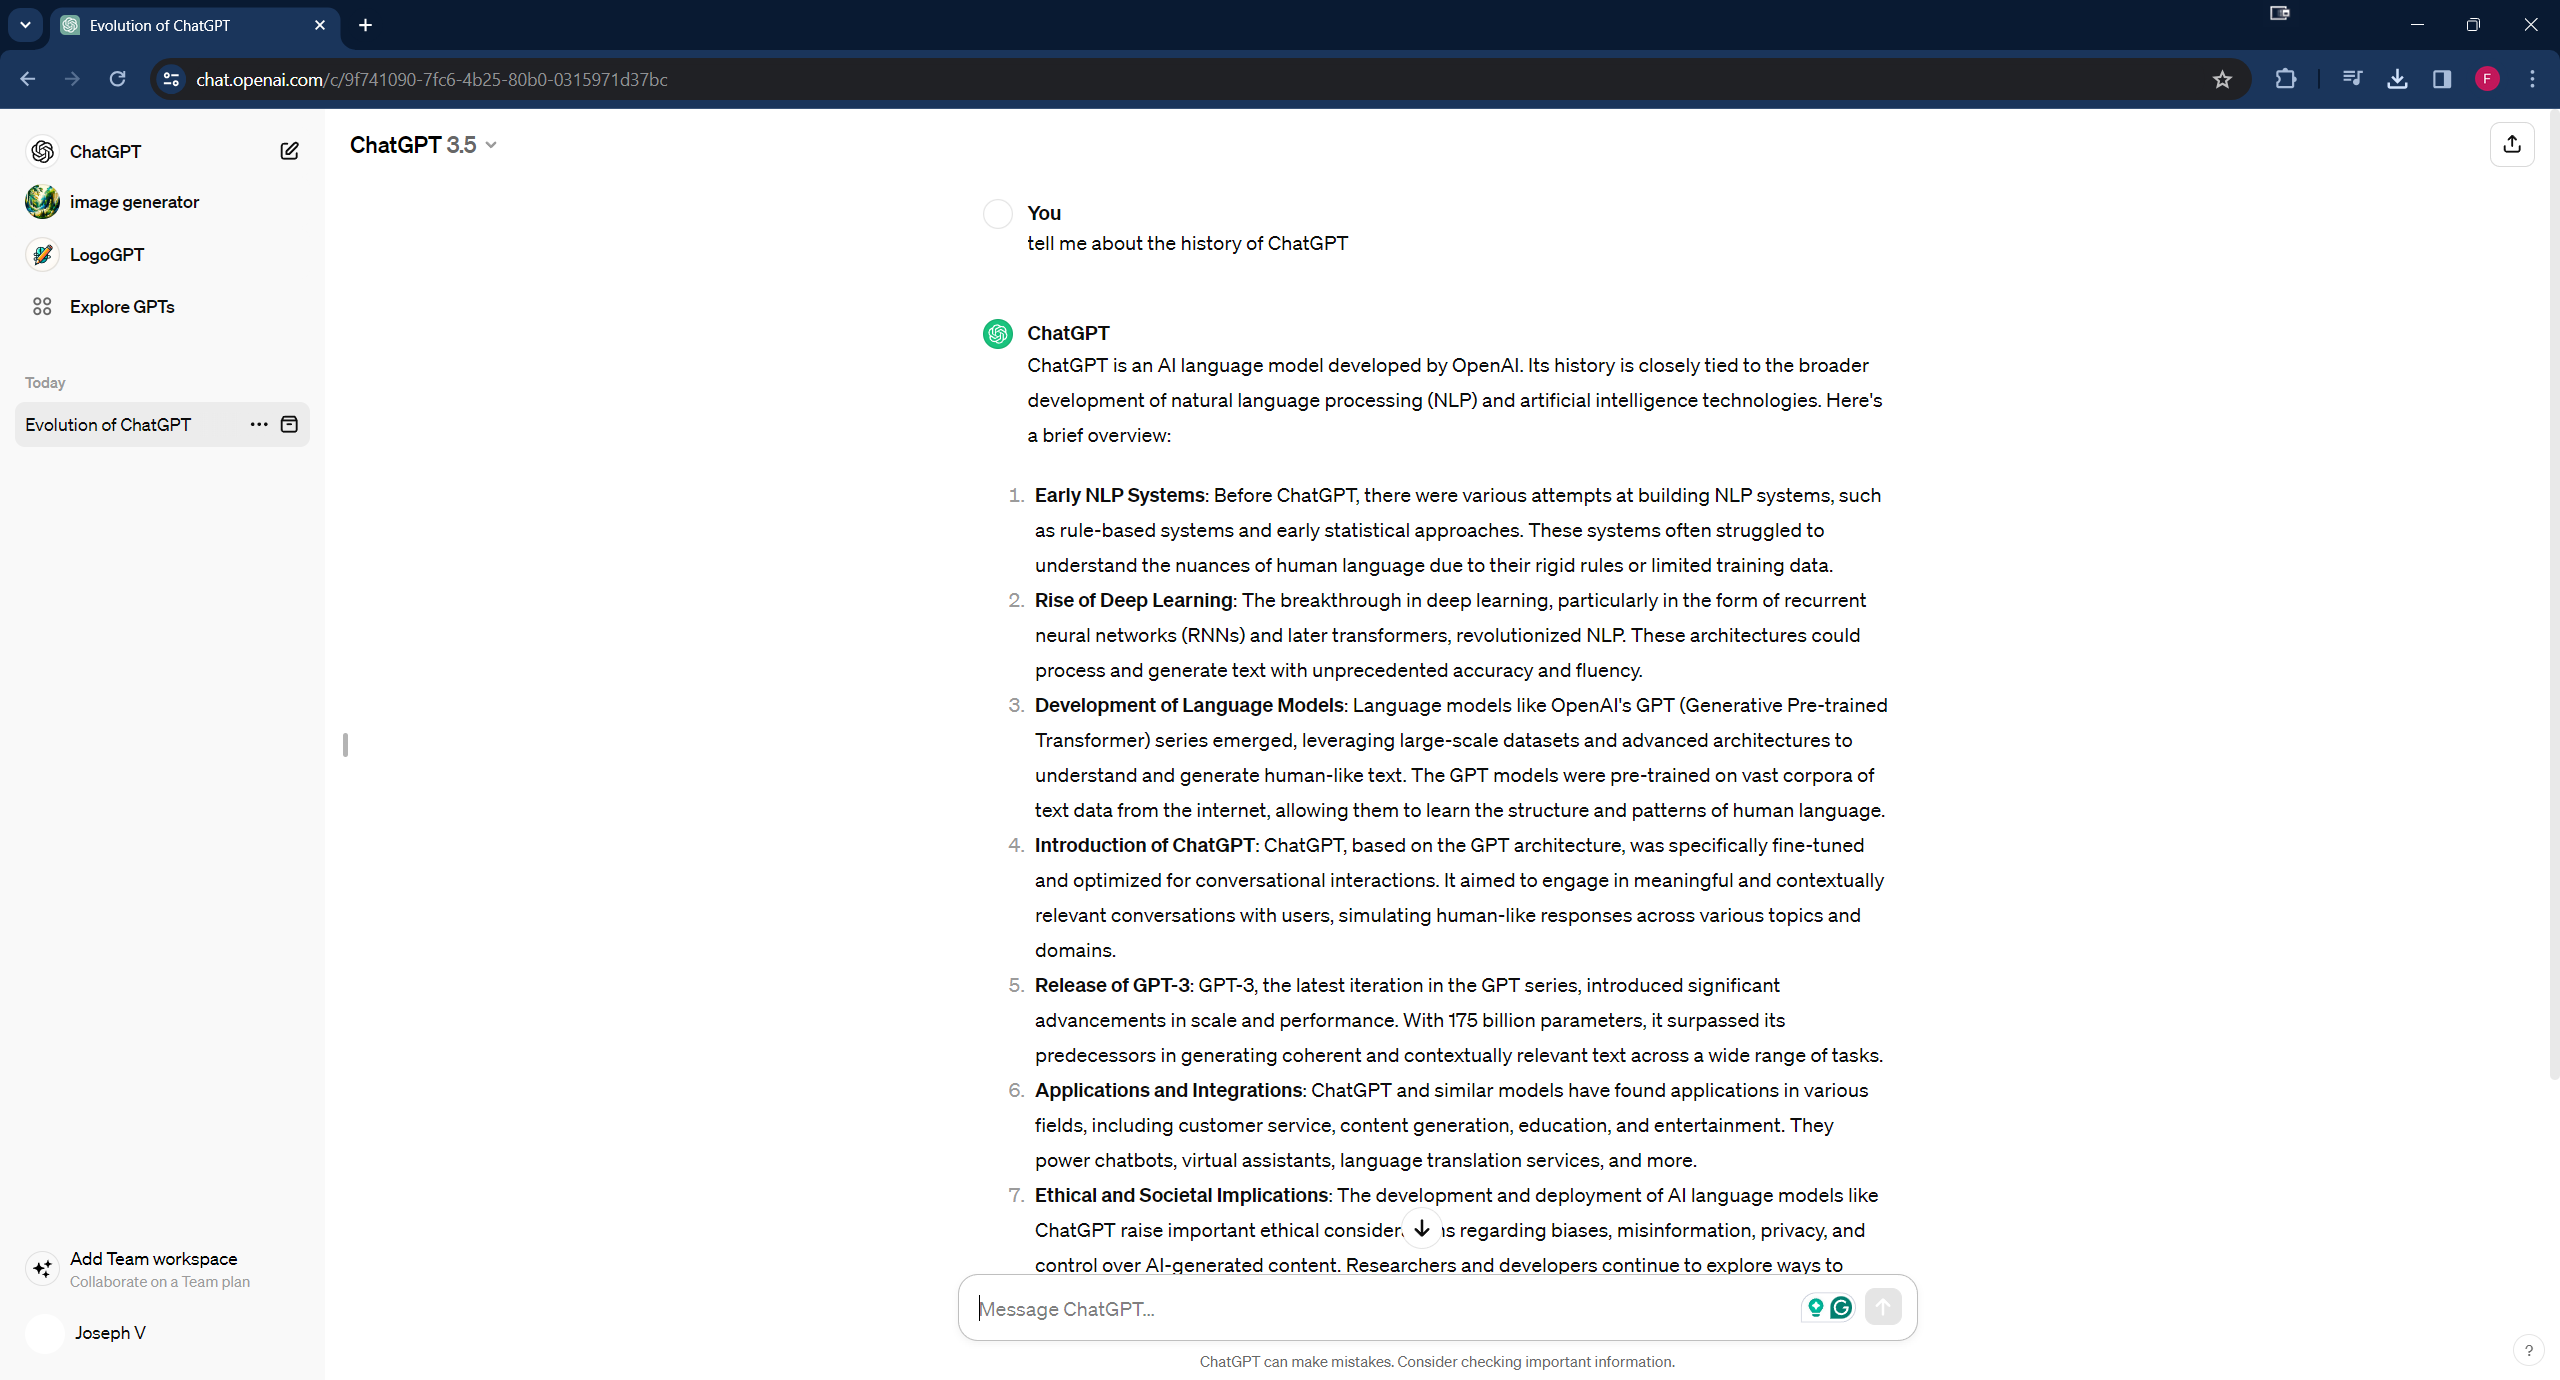 Evolution of ChatGPT
chat.openai.com/c/9f741090-7fc6-4b25-80b0-0315971d37bc
F
ChatGPT
image generator
LogoGPT
Explore GPTs
Today
Evolution of ChatGPT
Add Team workspace
Collaborate on a Team plan
Joseph V
ChatGPT 3.5
You
tell me about the history of ChatGPT
ChatGPT
ChatGPT is an AI language model developed by OpenAI. Its history is closely tied to the broader
development of natural language processing (NLP) and artificial intelligence technologies. Here's
a brief overview:
1. Early NLP Systems: Before ChatGPT, there were various attempts at building NLP systems, such
as rule-based systems and early statistical approaches. These systems often struggled to
understand the nuances of human language due to their rigid rules or limited training data.
2. Rise of Deep Learning: The breakthrough in deep learning, particularly in the form of recurrent
neural networks (RNNs) and later transformers, revolutionized NLP. These architectures could
process and generate text with unprecedented accuracy and fluency.
3. Development of Language Models: Language models like OpenAI's GPT (Generative Pre-trained
Transformer) series emerged, leveraging large-scale datasets and advanced architectures to
understand and generate human-like text. The GPT models were pre-trained on vast corpora of
text data from the internet, allowing them to learn the structure and patterns of human language.
4. Introduction of ChatGPT: ChatGPT, based on the GPT architecture, was specifically fine-tuned
and optimized for conversational interactions. It aimed to engage in meaningful and contextually
relevant conversations with users, simulating human-like responses across various topics and
domains.
5. Release of GPT-3: GPT-3, the latest iteration in the GPT series, introduced significant
advancements in scale and performance. With 175 billion parameters, it surpassed its
predecessors in generating coherent and contextually relevant text across a wide range of tasks.
6. Applications and Integrations: ChatGPT and similar models have found applications in various
fields, including customer service, content generation, education, and entertainment. They
power chatbots, virtual assistants, language translation services, and more.
7. Ethical and Societal Implications: The development and deployment of AI language models like
ChatGPT raise important ethical consider s regarding biases, misinformation, privacy, and
control over AI-generated content. Researchers and developers continue to explore ways to
Message ChatGPT...
ChatGPT can make mistakes. Consider checking important information.
?